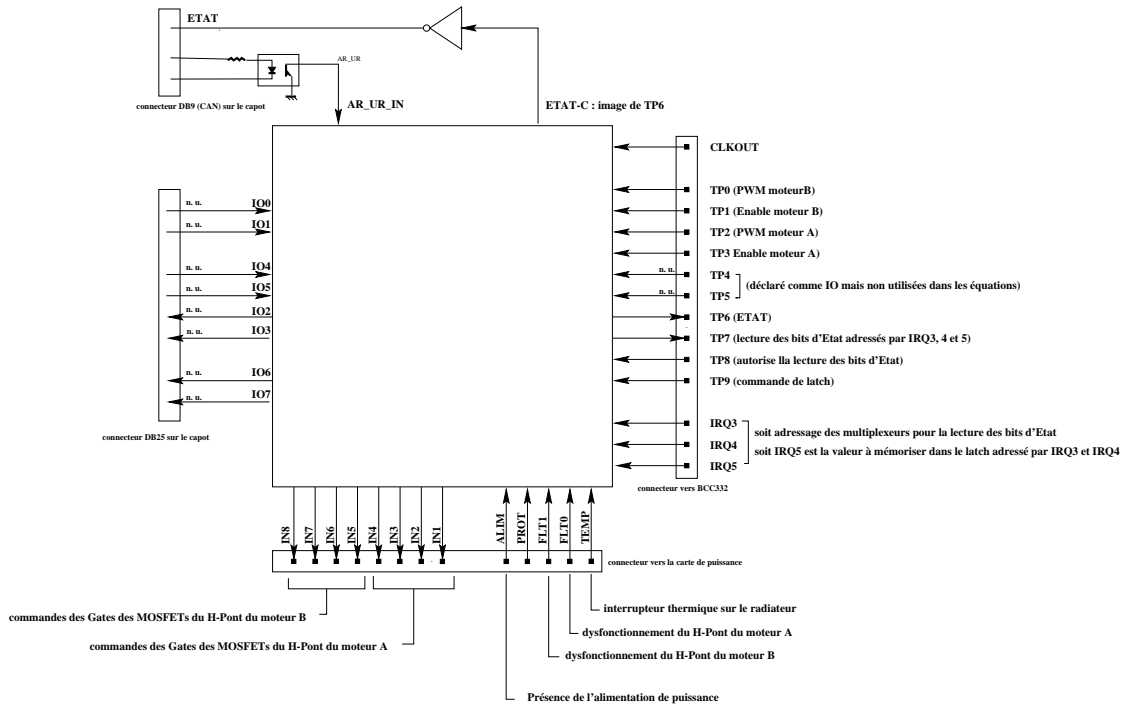 ETAT
AR_UR
connecteur DB9 (CAN) sur le capot
AR_UR_IN
ETAT-C : image de TP6
CLKOUT
TP0 (PWM moteurB)
TP1 (Enable moteur B)
TP2 (PWM moteur A)
TP3 Enable moteur A)
n. u. TP4
n. u. TP5
(déclaré comme IO mais non utilisées dans les équations)
TP6 (ETAT)
TP7 (lecture des bits d'Etat adressés par IRQ3, 4 et 5)
TP8 (autorise lla lecture des bits d'Etat)
TP9 (commande de latch)
IRQ3
IRQ4
IRQ5
soit adressage des multiplexeurs pour la lecture des bits d'Etat
soit IRQ5 est la valeur à mémoriser dans le latch adressé par IRQ3 et IRQ4
connecteur vers BCC332
n. u. IO0
n. u. IO1
n. u. IO4
n. u. IO5
n. u. IO2
n. u. IO3
n. u. IO6
n. u. IO7
connecteur DB25 sur le capot
IN8
IN7
IN6
IN5
IN4
IN3
IN2
IN1
ALIM
PROT
FLT1
FLT0
TEMP
connecteur vers la carte de puissance
commandes des Gates des MOSFETs du H-Pont du moteur B
commandes des Gates des MOSFETs du H-Pont du moteur A
interrupteur thermique sur le radiateur
dysfonctionnement du H-Pont du moteur A
dysfonctionnement du H-Pont du moteur B
Présence de l'alimentation de puissance